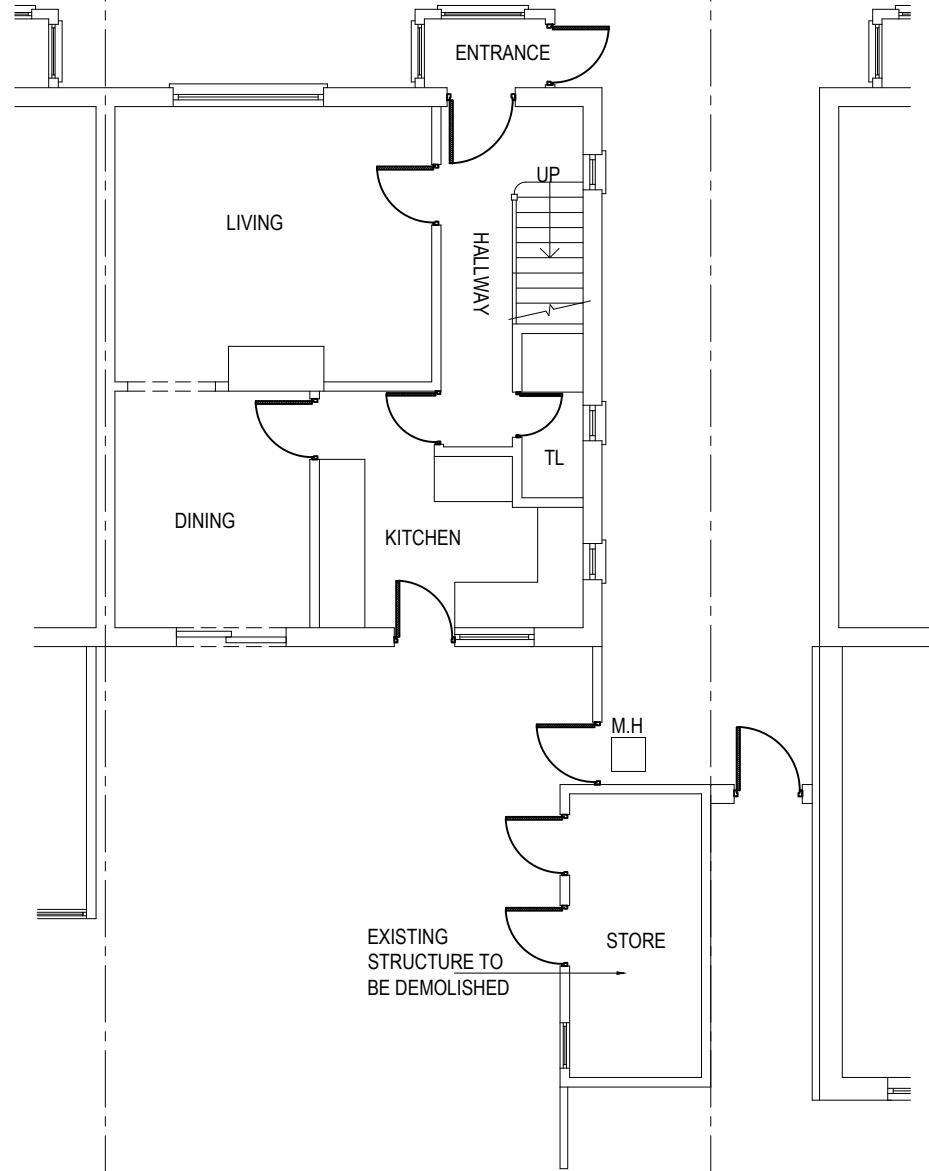 ENTRANCE
UP
LIVING
HALLWAY
TL
DINING
KITCHEN
M.H
EXISTING
STRUCTURE TO
BE DEMOLISHED
STORE